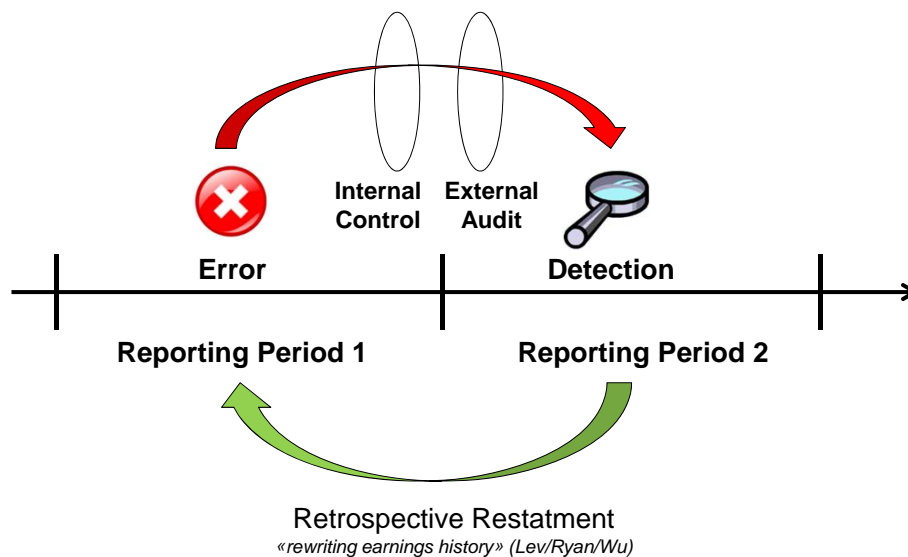 Internal
Control
External
Audit
Error
Detection
Reporting Period 1
Reporting Period 2
Retrospective Restatment
«rewriting earnings history» (Lev/Ryan/Wu)